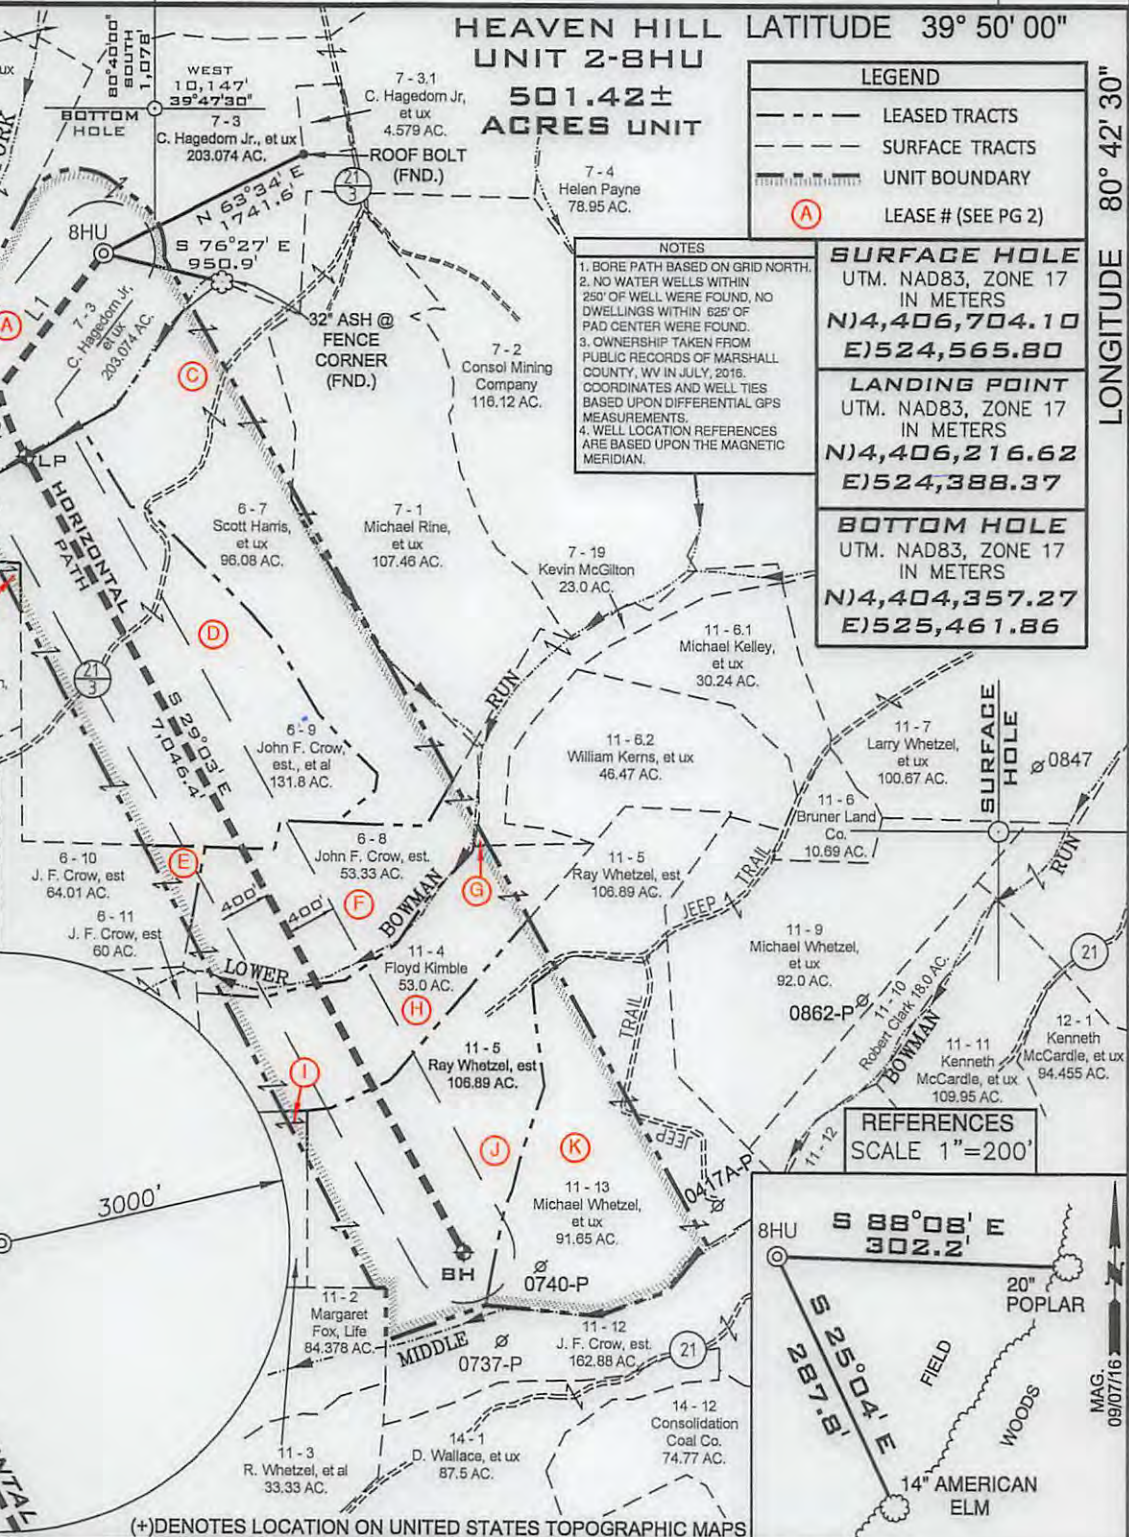 HEAVEN HILL
UNIT 2-8HU
501.42±
ACRES UNIT
LATITUDE 39° 50' 00"
LONGITUDE 80° 42' 30"
LEGEND
LEASED TRACTS
SURFACE TRACTS
UNIT BOUNDARY
A LEASE # (SEE PG 2)
NOTES
1. BORE PATH BASED ON GRID NORTH.
2. NO WATER WELLS WITHIN
250' OF WELL WERE FOUND, NO
DWELLINGS WITHIN 625' OF
PAD CENTER WERE FOUND.
3. OWNERSHIP TAKEN FROM
PUBLIC RECORDS OF MARSHALL
COUNTY, WV IN JULY, 2016.
COORDINATES AND WELL TIES
BASED UPON DIFFERENTIAL GPS
MEASUREMENTS.
4. WELL LOCATION REFERENCES
ARE BASED UPON THE MAGNETIC
MERIDIAN.
SURFACE HOLE
UTM. NAD83, ZONE 17
IN METERS
N)4,406,704.10
E)524,565.80
LANDING POINT
UTM. NAD83, ZONE 17
IN METERS
N)4,406,216.62
E)524,388.37
BOTTOM HOLE
UTM. NAD83, ZONE 17
IN METERS
N)4,404,357.27
E)525,461.86
80°40'00"
SOUTH
1,078'
WEST
10,147'
39°47'30"
BOTTOM
HOLE
7 - 3
C. Hagedorn Jr., et ux
203.074 AC.
7 - 3.1
C. Hagedorn Jr,
et ux
4.579 AC.
ROOF BOLT
(FND.)
21
3
7 - 4
Helen Payne
78.95 AC.
N 63°34' E
1741.6'
8HU
S 76°27' E
950.9'
L1
A
7 - 3
C. Hagedorn Jr,
et ux
203.074 AC.
C
32" ASH @
FENCE
CORNER
(FND.)
7 - 2
Consol Mining
Company
116.12 AC.
LP
HORIZONTAL
PATH
6 - 7
Scott Harris,
et ux
96.08 AC.
7 - 1
Michael Rine,
et ux
107.46 AC.
7 - 19
Kevin McGilton
23.0 AC.
D
11 - 6.1
Michael Kelley,
et ux
30.24 AC.
21
3
RUN
S 29°03' E
7,046.4'
6 - 9
John F. Crow,
est., et al
131.8 AC.
11 - 6.2
William Kerns, et ux
46.47 AC.
11 - 7
Larry Whetzel,
et ux
100.67 AC.
SURFACE
HOLE
0847
11 - 6
Bruner Land
Co.
10.69 AC.
RUN
6 - 10
J. F. Crow, est
64.01 AC.
E
6 - 8
John F. Crow, est.
53.33 AC.
F
G
11 - 5
Ray Whetzel, est
106.89 AC.
JEEP TRAIL
400'
400'
BOWMAN
6 - 11
J. F. Crow, est
60 AC.
LOWER
11 - 4
Floyd Kimble
53.0 AC.
H
11 - 9
Michael Whetzel,
et ux
92.0 AC.
21
0862-P
11 - 10
Robert Clark 18.0 AC.
BOWMAN
TRAIL
JEEP
11 - 11
Kenneth
McCardle, et ux
109.95 AC.
12 - 1
Kenneth
McCardle, et ux
94.455 AC.
I
11 - 5
Ray Whetzel, est
106.89 AC.
J
K
11 - 12
0417A-P
3000'
11 - 13
Michael Whetzel,
et ux
91.65 AC.
BH
0740-P
11 - 2
Margaret
Fox, Life
84.378 AC.
MIDDLE
0737-P
11 - 12
J. F. Crow, est.
162.88 AC.
21
11 - 3
R. Whetzel, et al
33.33 AC.
14 - 1
D. Wallace, et ux
87.5 AC.
14 - 12
Consolidation
Coal Co.
74.77 AC.
REFERENCES
SCALE 1"=200'
8HU
S 88°08' E
302.2'
20"
POPLAR
S 25°04' E
287.8'
FIELD
WOODS
14" AMERICAN
ELM
N
MAG.
09/07/16
(+)DENOTES LOCATION ON UNITED STATES TOPOGRAPHIC MAPS